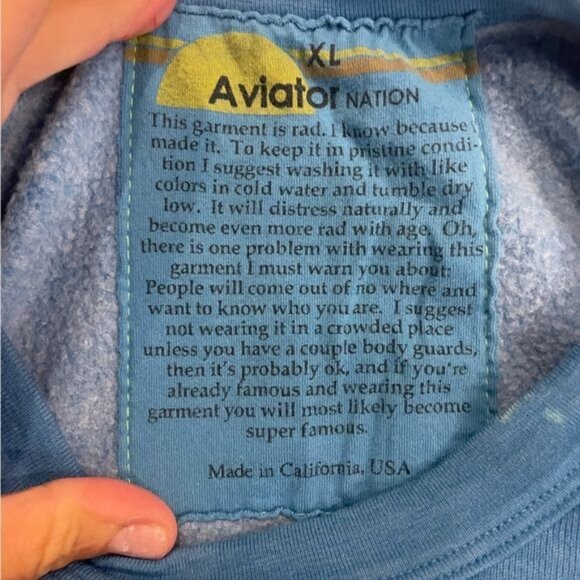 XL
Aviator NATION
This garment is rad. I know because I
made it. To keep it in pristine condi-
tion I suggest washing it with like
colors in cold water and tumble dry
low. It will distress naturally and
become even more rad with age. Oh,
there is one problem with wearing this
garment I must warn you about:
People will come out of no where and
want to know who you are. I suggest
not wearing it in a crowded place
unless you have a couple body guards,
then it's probably ok, and if you're
already famous and wearing this
garment you will most likely become
super famous.
Made in California, USA